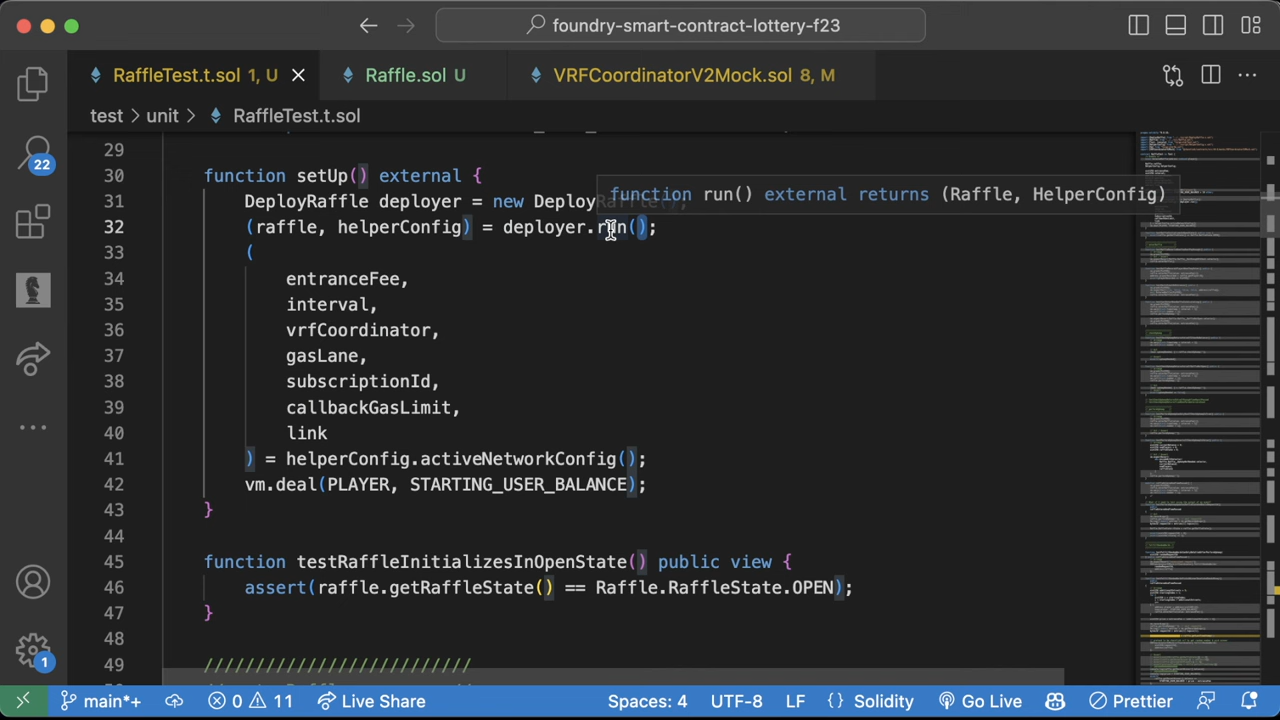 foundry-smart-contract-lottery-f23
RaffleTest.t.sol 1, U
Raffle.sol U
VRFCoordinatorV2Mock.sol 8, M
test > unit > RaffleTest.t.sol
29
30 function setUp() external {
function run() external returns (Raffle, HelperConfig)
31 DeployRaffle deployer = new DeployRaffle();
32 (raffle, helperConfig) = deployer.run();
33 (
34 entranceFee,
35 interval,
36 vrfCoordinator,
37 gasLane,
38 subscriptionId,
39 callbackGasLimit,
40 link
41 ) = helperConfig.activeNetworkConfig();
42 vm.deal(PLAYER, STARTING_USER_BALANCE);
43 }
44
45 function testRaffleInitializesInOpenState() public view {
46 assert(raffle.getRaffleState() == Raffle.RaffleState.OPEN);
47 }
48
49 /////////////////////////
22
1
main*+
0
11
Live Share
Spaces: 4
UTF-8
LF
{} Solidity
Go Live
Prettier